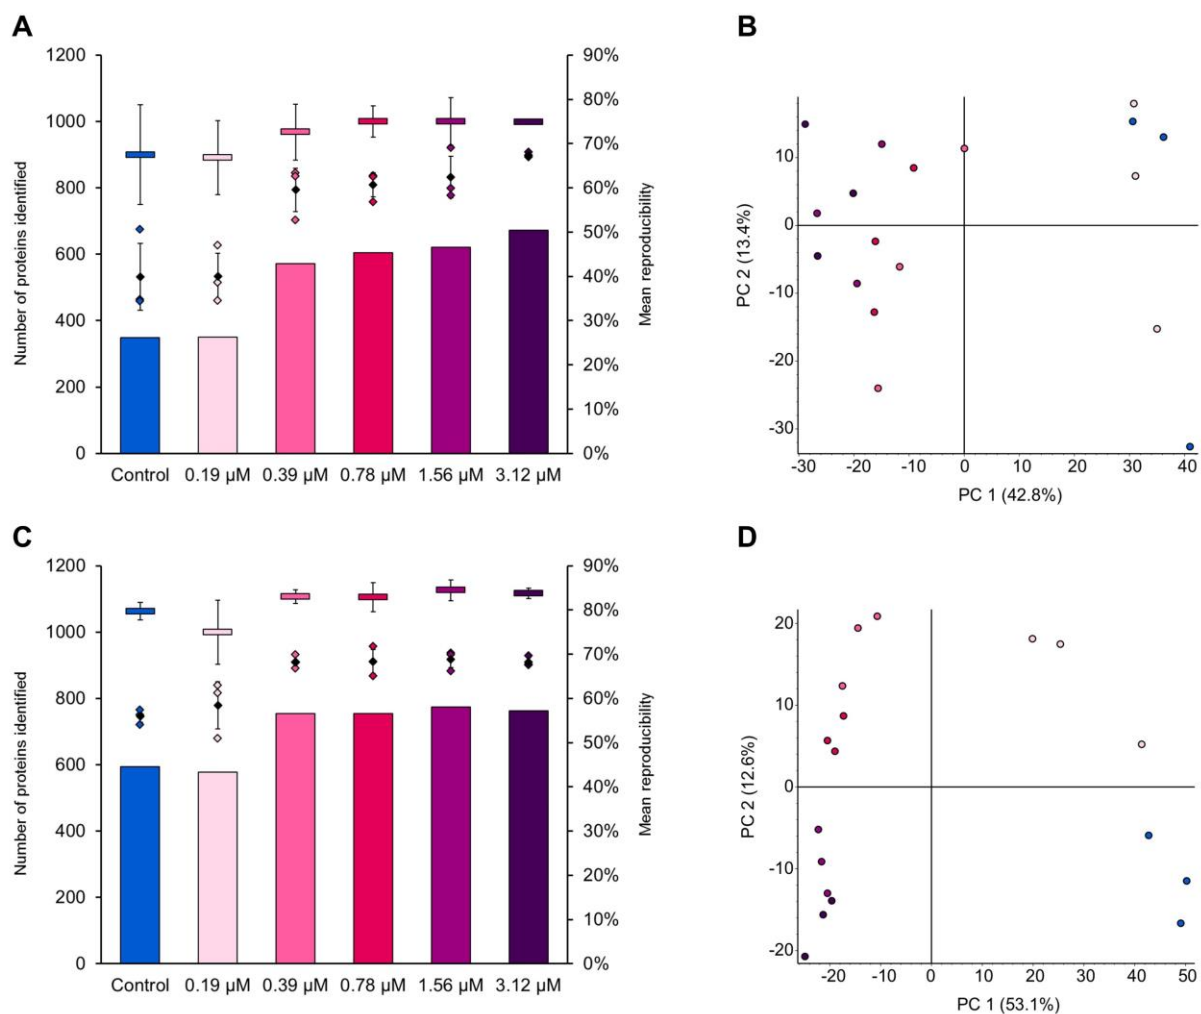 A
1200
1000
800
600
400
200
0
Number of proteins identified
90%
80%
70%
60%
50%
40%
30%
20%
10%
0%
Mean reproducibility
Control 0.19 µM 0.39 µM 0.78 µM 1.56 µM 3.12 µM
B
10
0
-10
-20
-30
PC 2 (13.4%)
-30 -20 -10 0 10 20 30 40
PC 1 (42.8%)
C
1200
1000
800
600
400
200
0
Number of proteins identified
90%
80%
70%
60%
50%
40%
30%
20%
10%
0%
Mean reproducibility
Control 0.19 µM 0.39 µM 0.78 µM 1.56 µM 3.12 µM
D
20
10
0
-10
-20
PC 2 (12.6%)
-20 -10 0 10 20 30 40 50
PC 1 (53.1%)